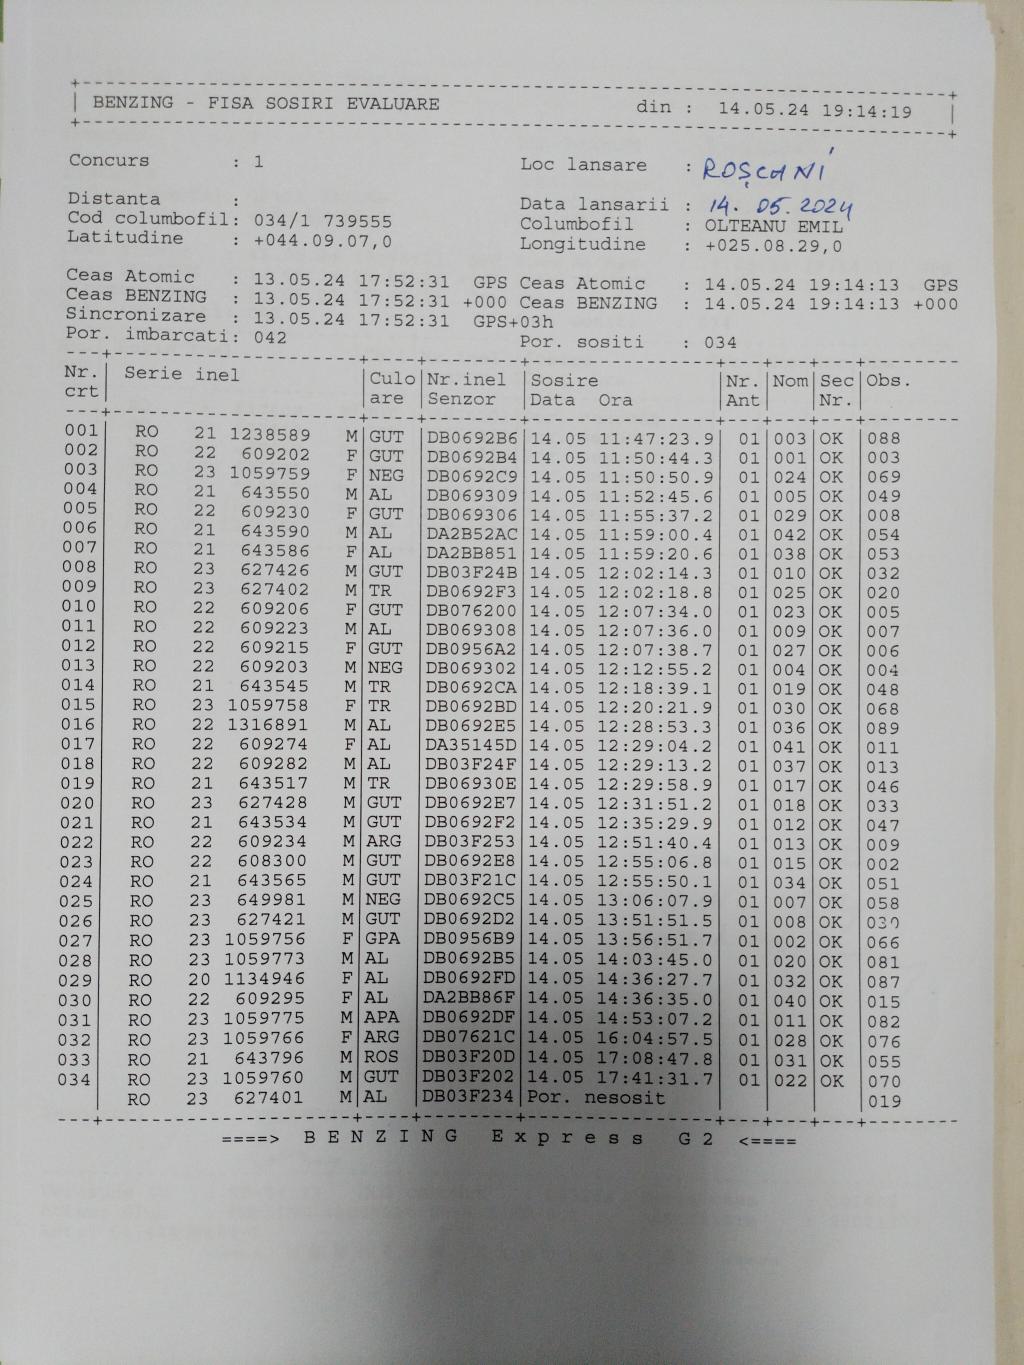 BENZING - FISA SOSIRI EVALUARE din : 14.05.24 19:14:19
Concurs : 1 Loc lansare : ROȘCANI
Distanta : Data lansarii : 14.05.2024
Cod columbofil: 034/1 739555 Columbofil : OLTEANU EMIL
Latitudine : +044.09.07,0 Longitudine : +025.08.29,0
Ceas Atomic : 13.05.24 17:52:31 GPS Ceas Atomic : 14.05.24 19:14:13 GPS
Ceas BENZING : 13.05.24 17:52:31 +000 Ceas BENZING : 14.05.24 19:14:13 +000
Sincronizare : 13.05.24 17:52:31 GPS+03h
Por. imbarcati: 042 Por. sositi : 034
Nr. Serie inel Culo Nr.inel Sosire Nr. Nom Sec Obs.
crt are Senzor Data Ora Ant Nr.
001 RO 21 1238589 M GUT DB0692B6 14.05 11:47:23.9 01 003 OK 088
002 RO 22 609202 F GUT DB0692B4 14.05 11:50:44.3 01 001 OK 003
003 RO 23 1059759 F NEG DB0692C9 14.05 11:50:50.9 01 024 OK 069
004 RO 21 643550 M AL DB069309 14.05 11:52:45.6 01 005 OK 049
005 RO 22 609230 F GUT DB069306 14.05 11:55:37.2 01 029 OK 008
006 RO 21 643590 M AL DA2B52AC 14.05 11:59:00.4 01 042 OK 054
007 RO 21 643586 F AL DA2BB851 14.05 11:59:20.6 01 038 OK 053
008 RO 23 627426 M GUT DB03F24B 14.05 12:02:14.3 01 010 OK 032
009 RO 23 627402 M TR DB0692F3 14.05 12:02:18.8 01 025 OK 020
010 RO 22 609206 F GUT DB076200 14.05 12:07:34.0 01 023 OK 005
011 RO 22 609223 M AL DB069308 14.05 12:07:36.0 01 009 OK 007
012 RO 22 609215 F GUT DB0956A2 14.05 12:07:38.7 01 027 OK 006
013 RO 22 609203 M NEG DB069302 14.05 12:12:55.2 01 004 OK 004
014 RO 21 643545 M TR DB0692CA 14.05 12:18:39.1 01 019 OK 048
015 RO 23 1059758 F TR DB0692BD 14.05 12:20:21.9 01 030 OK 068
016 RO 22 1316891 M AL DB0692E5 14.05 12:28:53.3 01 036 OK 089
017 RO 22 609274 F AL DA35145D 14.05 12:29:04.2 01 041 OK 011
018 RO 22 609282 M AL DB03F24F 14.05 12:29:13.2 01 037 OK 013
019 RO 21 643517 M TR DB06930E 14.05 12:29:58.9 01 017 OK 046
020 RO 23 627428 M GUT DB0692E7 14.05 12:31:51.2 01 018 OK 033
021 RO 21 643534 M GUT DB0692F2 14.05 12:35:29.9 01 012 OK 047
022 RO 22 609234 M ARG DB03F253 14.05 12:51:40.4 01 013 OK 009
023 RO 22 608300 M GUT DB0692E8 14.05 12:55:06.8 01 015 OK 002
024 RO 21 643565 M GUT DB03F21C 14.05 12:55:50.1 01 034 OK 051
025 RO 23 649981 M NEG DB0692C5 14.05 13:06:07.9 01 007 OK 058
026 RO 23 627421 M GUT DB0692D2 14.05 13:51:51.5 01 008 OK 030
027 RO 23 1059756 F GPA DB0956B9 14.05 13:56:51.7 01 002 OK 066
028 RO 23 1059773 M AL DB0692B5 14.05 14:03:45.0 01 020 OK 081
029 RO 20 1134946 F AL DB0692FD 14.05 14:36:27.7 01 032 OK 087
030 RO 22 609295 F AL DA2BB86F 14.05 14:36:35.0 01 040 OK 015
031 RO 23 1059775 M APA DB0692DF 14.05 14:53:07.2 01 011 OK 082
032 RO 23 1059766 F ARG DB07621C 14.05 16:04:57.5 01 028 OK 076
033 RO 21 643796 M ROS DB03F20D 14.05 17:08:47.8 01 031 OK 055
034 RO 23 1059760 M GUT DB03F202 14.05 17:41:31.7 01 022 OK 070
RO 23 627401 M AL DB03F234 Por. nesosit 019
====> BENZING Express G2 <====